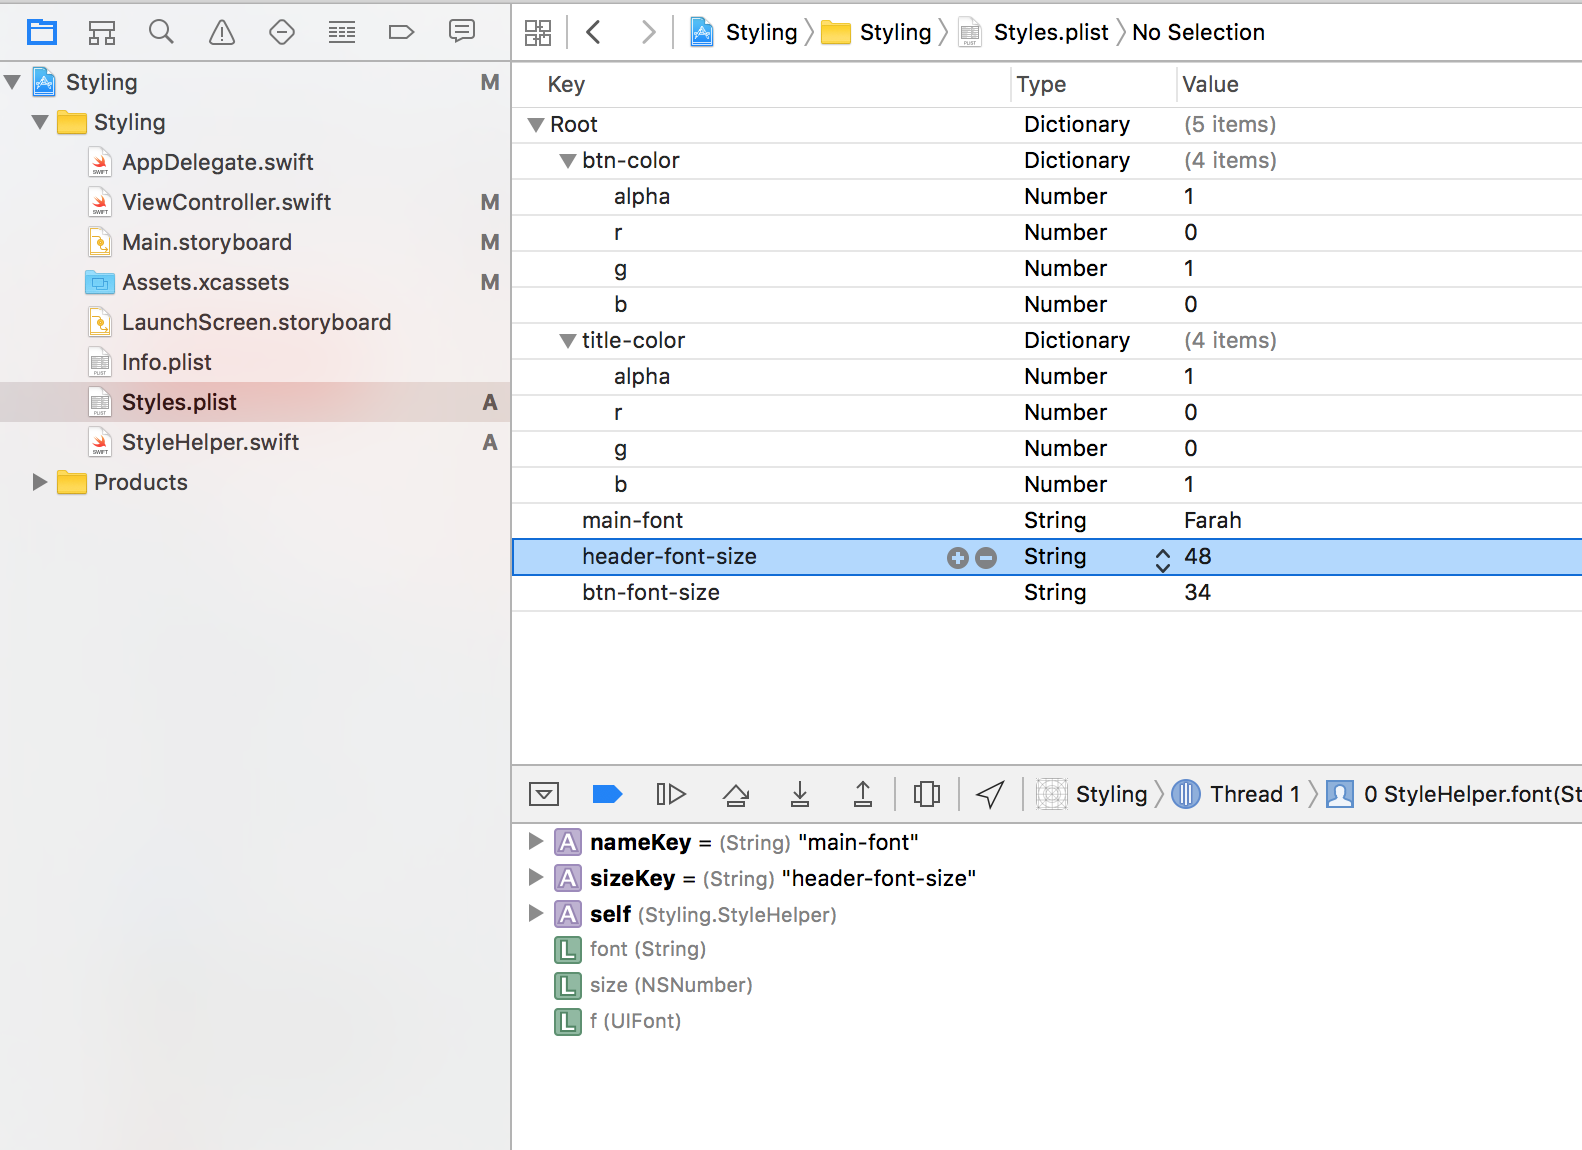 Styling M
Styling
AppDelegate.swift
ViewController.swift M
Main.storyboard M
Assets.xcassets M
LaunchScreen.storyboard
Info.plist
Styles.plist A
StyleHelper.swift A
Products
Styling Styling Styles.plist No Selection
Key Type Value
Root Dictionary (5 items)
btn-color Dictionary (4 items)
alpha Number 1
r Number 0
g Number 1
b Number 0
title-color Dictionary (4 items)
alpha Number 1
r Number 0
g Number 0
b Number 1
main-font String Farah
header-font-size String 48
btn-font-size String 34
Styling Thread 1 0 StyleHelper.font(St
A nameKey = (String) "main-font"
A sizeKey = (String) "header-font-size"
A self (Styling.StyleHelper)
L font (String)
L size (NSNumber)
L f (UIFont)